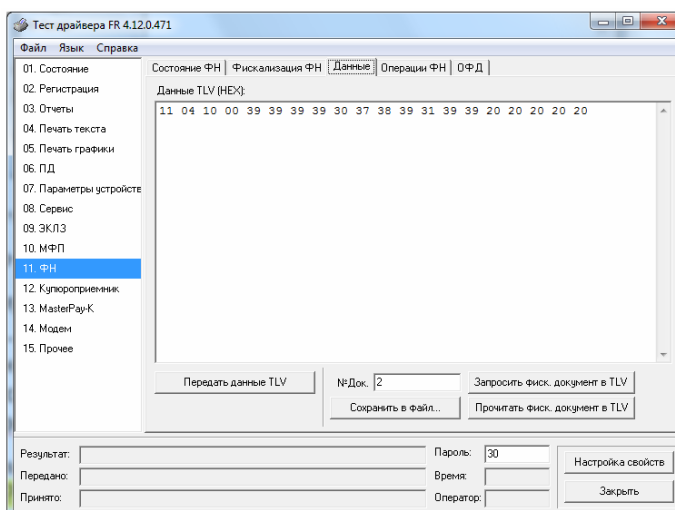 Тест драйвера FR 4.12.0.471
Файл Язык Справка
01. Состояние
02. Регистрация
03. Отчеты
04. Печать текста
05. Печать графики
06. ПД
07. Параметры устройств
08. Сервис
09. ЭКЛЗ
10. МФП
11. ФН
12. Купюроприемник
13. MasterPay-K
14. Модем
15. Прочее
Состояние ФН Фискализация ФН Данные Операции ФН ОФД
Данные TLV (HEX):
11 04 10 00 39 39 39 39 30 37 38 39 31 39 39 20 20 20 20 20
Передать данные TLV
№Док. 2
Запросить фиск. документ в TLV
Сохранить в файл...
Прочитать фиск. документ в TLV
Результат:
Передано:
Принято:
Пароль: 30
Время:
Оператор:
Настройка свойств
Закрыть